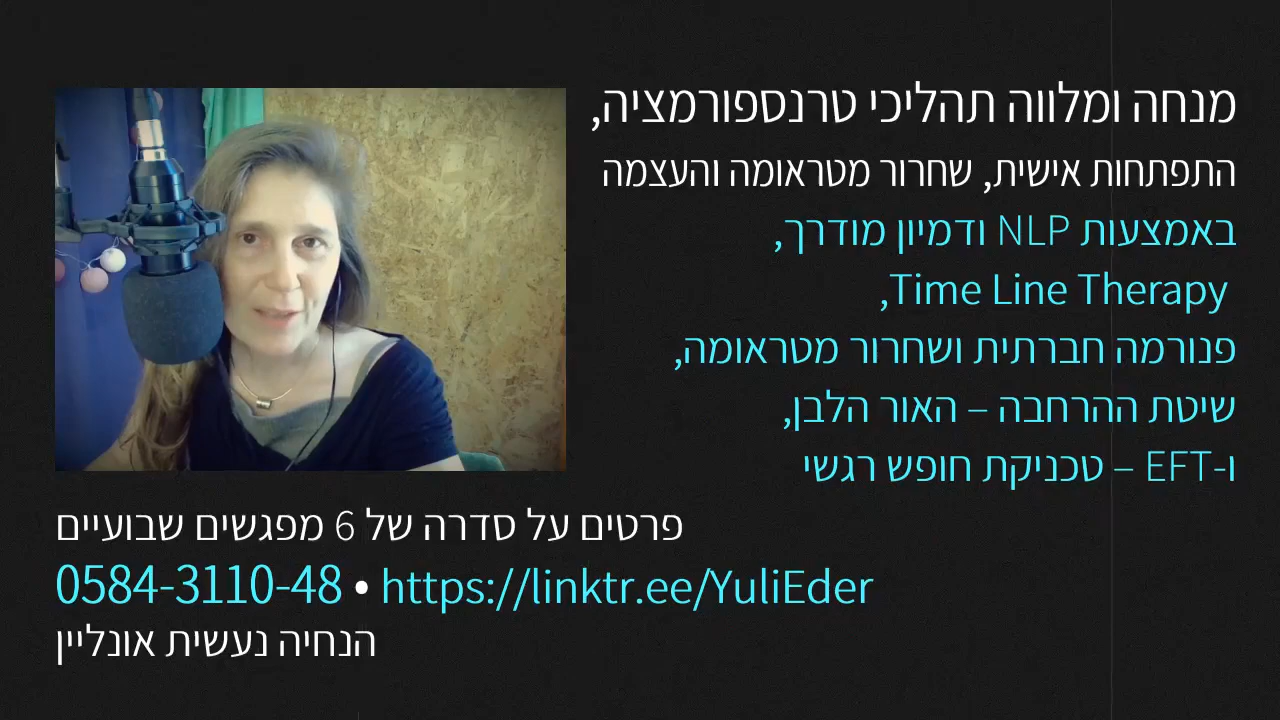 מנחה ומלווה תהליכי טרנספורמציה,
התפתחות אישית, שחרור מטראומה והעצמה
באמצעות NLP ודמיון מודרך,
Time Line Therapy,
פנורמה חברתית ושחרור מטראומה,
שיטת ההרחבה – האור הלבן,
ו-EFT – טכניקת חופש רגשי
פרטים על סדרה של 6 מפגשים שבועיים
0584-3110-48 • https://linktr.ee/YuliEder
הנחיה נעשית אונליין